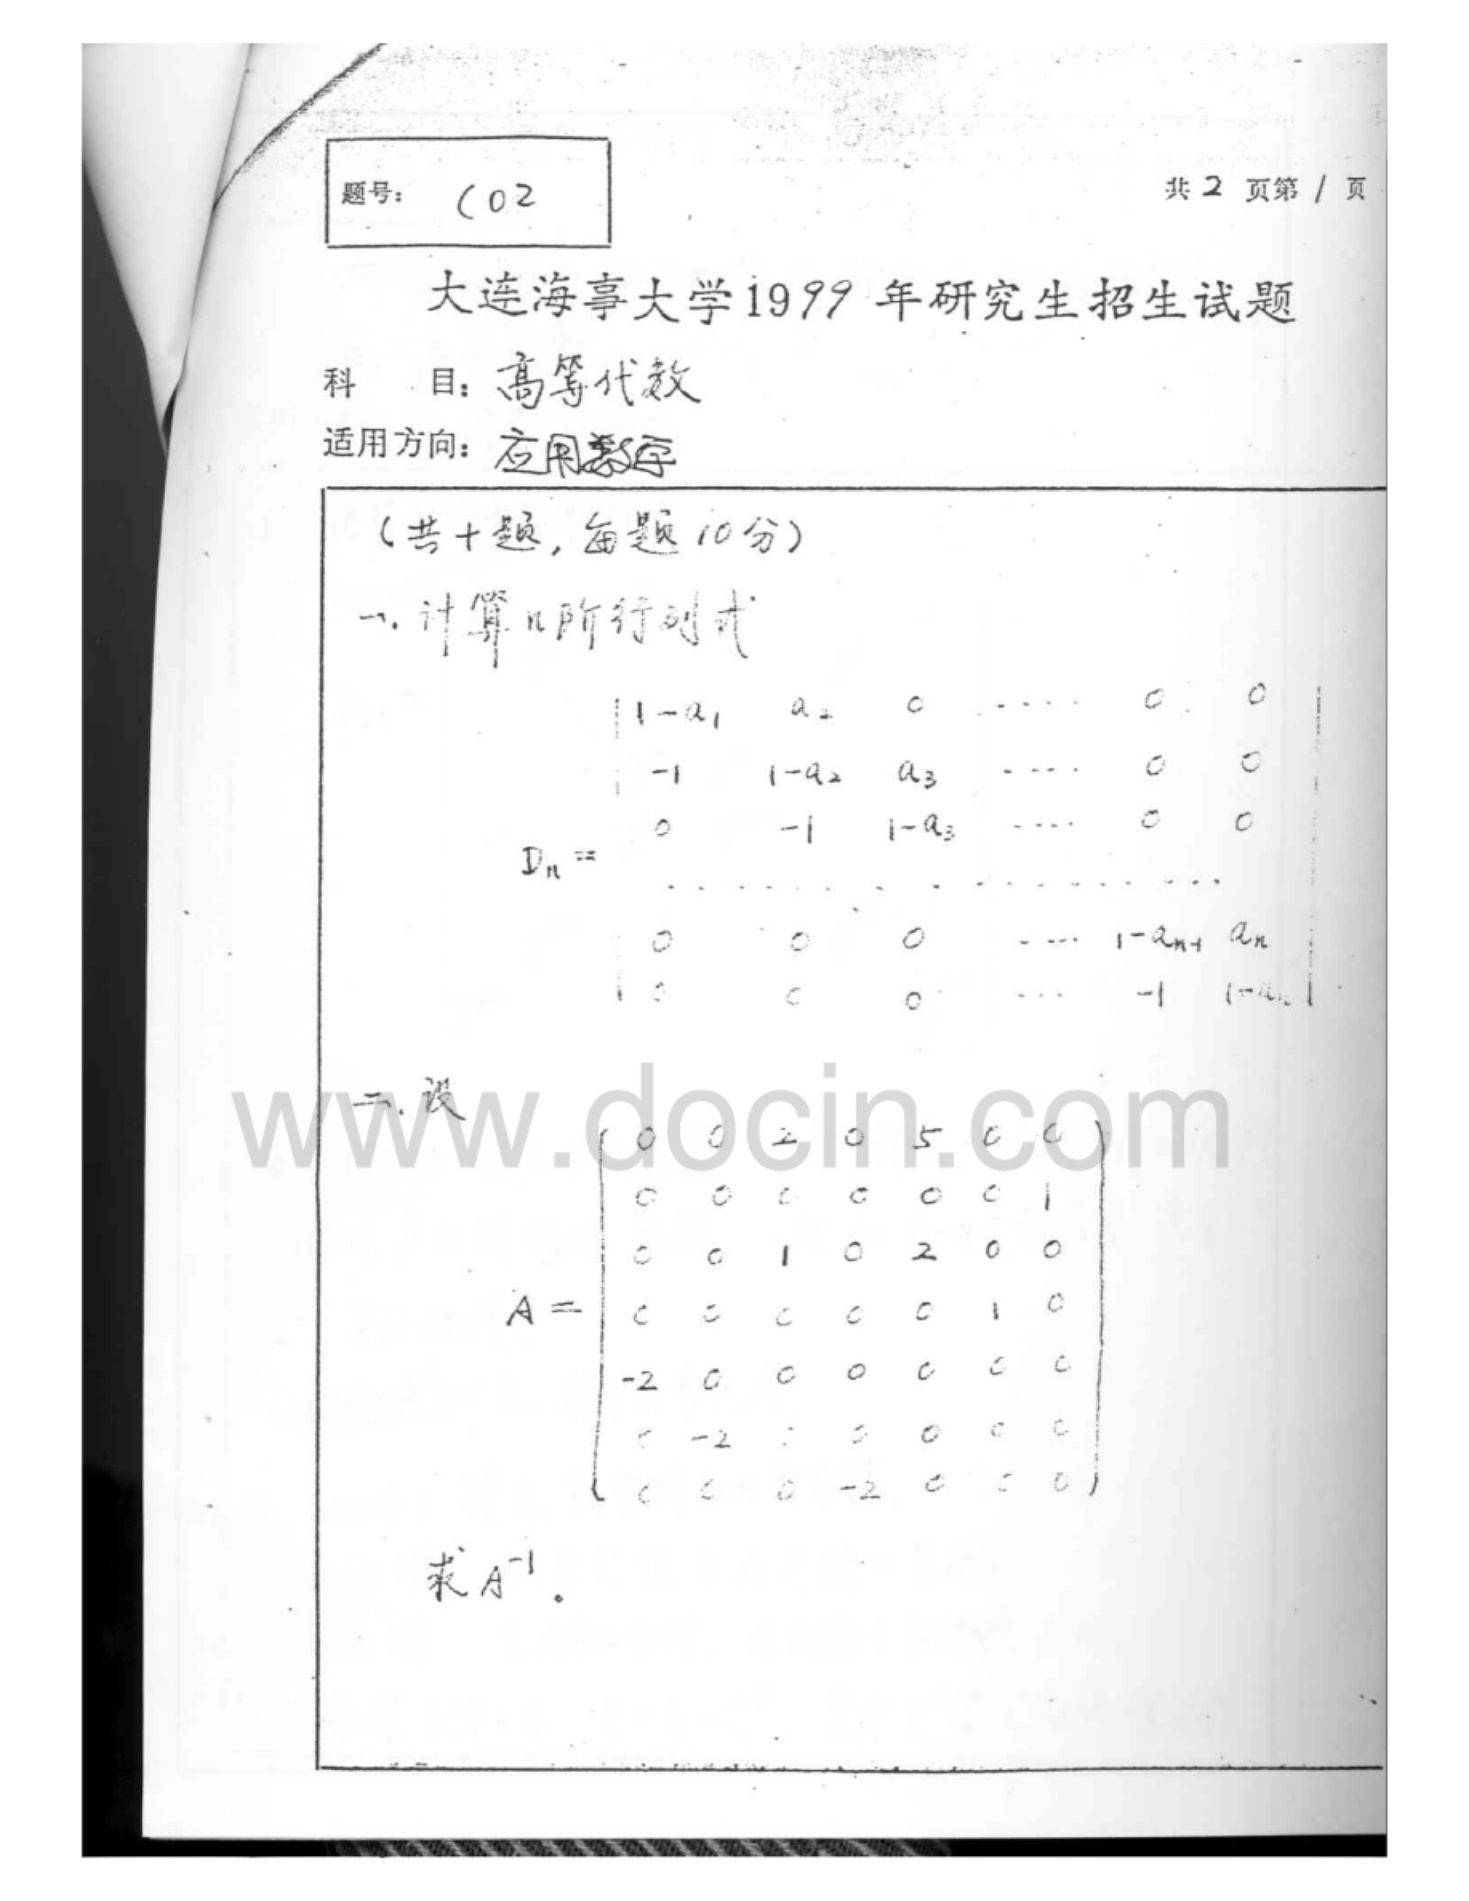 题号: 602
共 2 页第 1 页
大连海事大学1999 年研究生招生试题
科 目: 高等代数
适用方向: 应用数学
(共十题, 每题10分)
一. 计算n阶行列式
1-a₁ a₂ 0 ···· 0 0
-1 1-a₂ a₃ ···· 0 0
0 -1 1-a₃ ···· 0 0
Dₙ =
0 0 0 ···· 1-aₙ₋₁ aₙ
0 0 0 ··· -1 1-aₙ
二. 设
www.docin.com
0 0 2 0 5 0 0
0 0 0 0 0 0 1
0 0 1 0 2 0 0
A =
0 0 0 0 0 1 0
-2 0 0 0 0 0 0
0 -2 0 0 0 0 0
0 0 0 -2 0 0 0
求 A⁻¹。